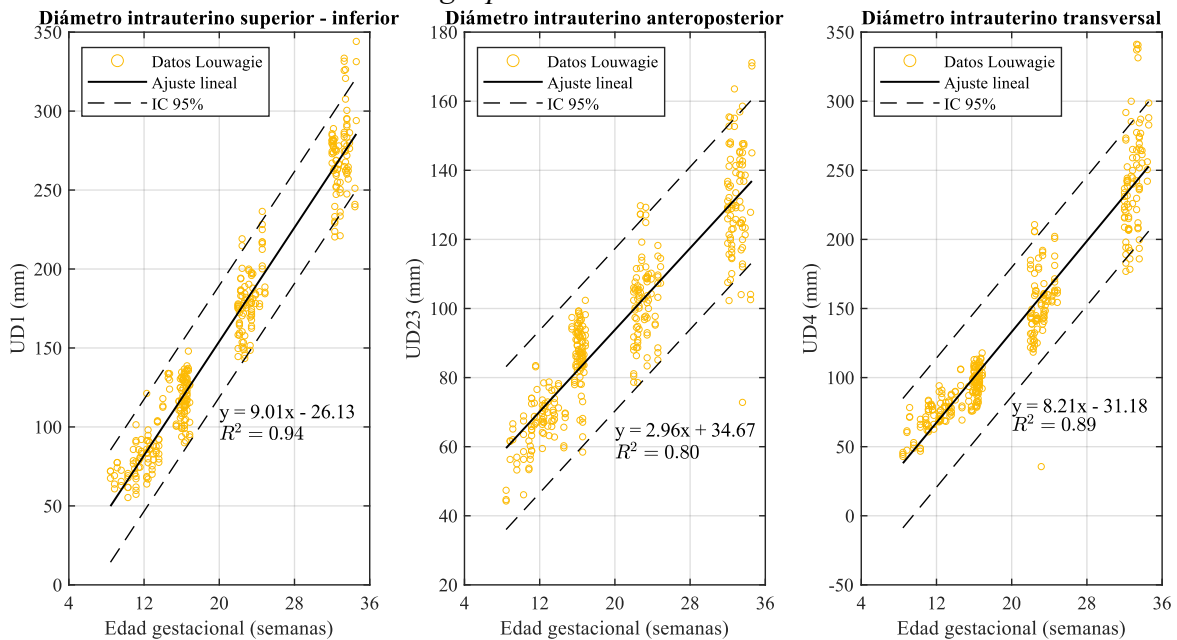 Diámetro intrauterino superior - inferior
350
300
250
200
150
100
50
0
UD1 (mm)
Datos Louwagie
Ajuste lineal
IC 95%
y = 9.01x - 26.13
R² = 0.94
4 12 20 28 36
Edad gestacional (semanas)
Diámetro intrauterino anteroposterior
180
160
140
120
100
80
60
40
20
UD23 (mm)
Datos Louwagie
Ajuste lineal
IC 95%
y = 2.96x + 34.67
R² = 0.80
4 12 20 28 36
Edad gestacional (semanas)
Diámetro intrauterino transversal
350
300
250
200
150
100
50
0
-50
UD4 (mm)
Datos Louwagie
Ajuste lineal
IC 95%
y = 8.21x - 31.18
R² = 0.89
4 12 20 28 36
Edad gestacional (semanas)